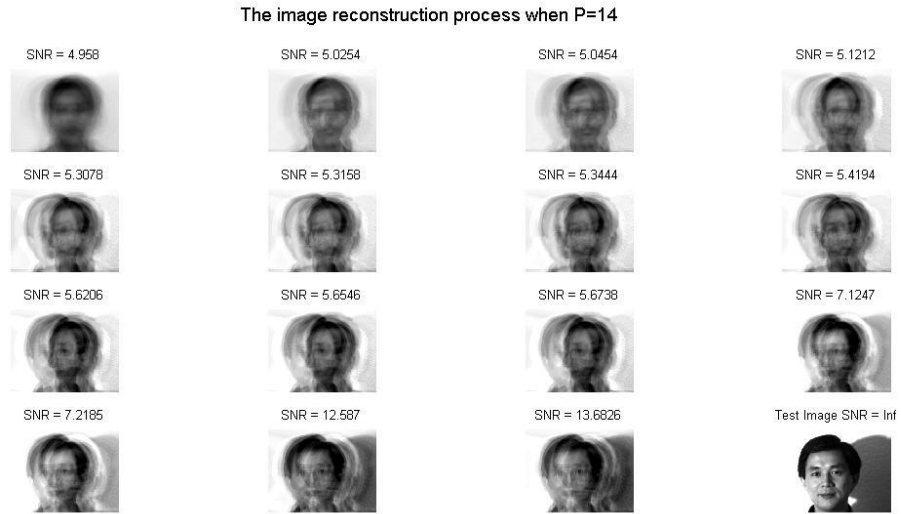 The image reconstruction process when P=14
SNR = 4.958
SNR = 5.0254
SNR = 5.0454
SNR = 5.1212
SNR = 5.3078
SNR = 5.3158
SNR = 5.3444
SNR = 5.4194
SNR = 5.6206
SNR = 5.6546
SNR = 5.6738
SNR = 7.1247
SNR = 7.2185
SNR = 12.587
SNR = 13.6826
Test Image SNR = Inf